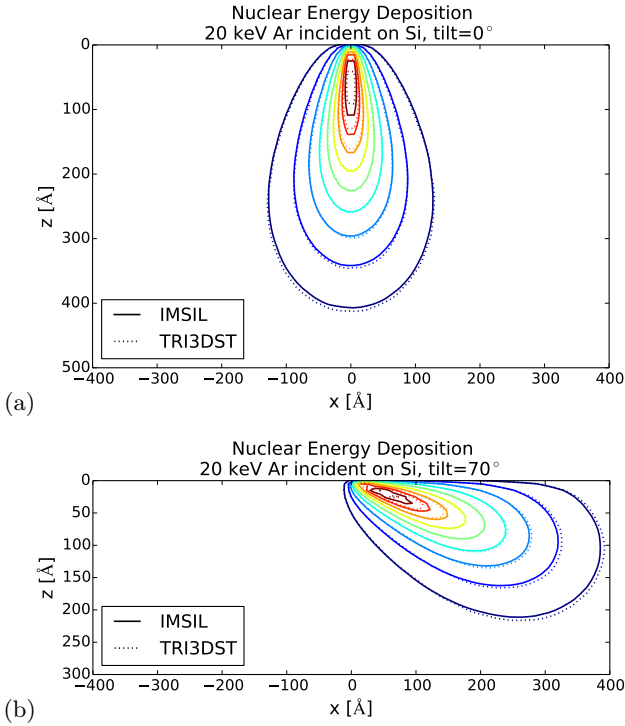 Nuclear Energy Deposition
20 keV Ar incident on Si, tilt=0°
0
100
200
300
400
500
z [Å]
IMSIL
TRI3DST
−400 −300 −200 −100 0 100 200 300 400
x [Å]
(a)
Nuclear Energy Deposition
20 keV Ar incident on Si, tilt=70°
0
50
100
150
200
250
300
z [Å]
IMSIL
TRI3DST
−400 −300 −200 −100 0 100 200 300 400
x [Å]
(b)